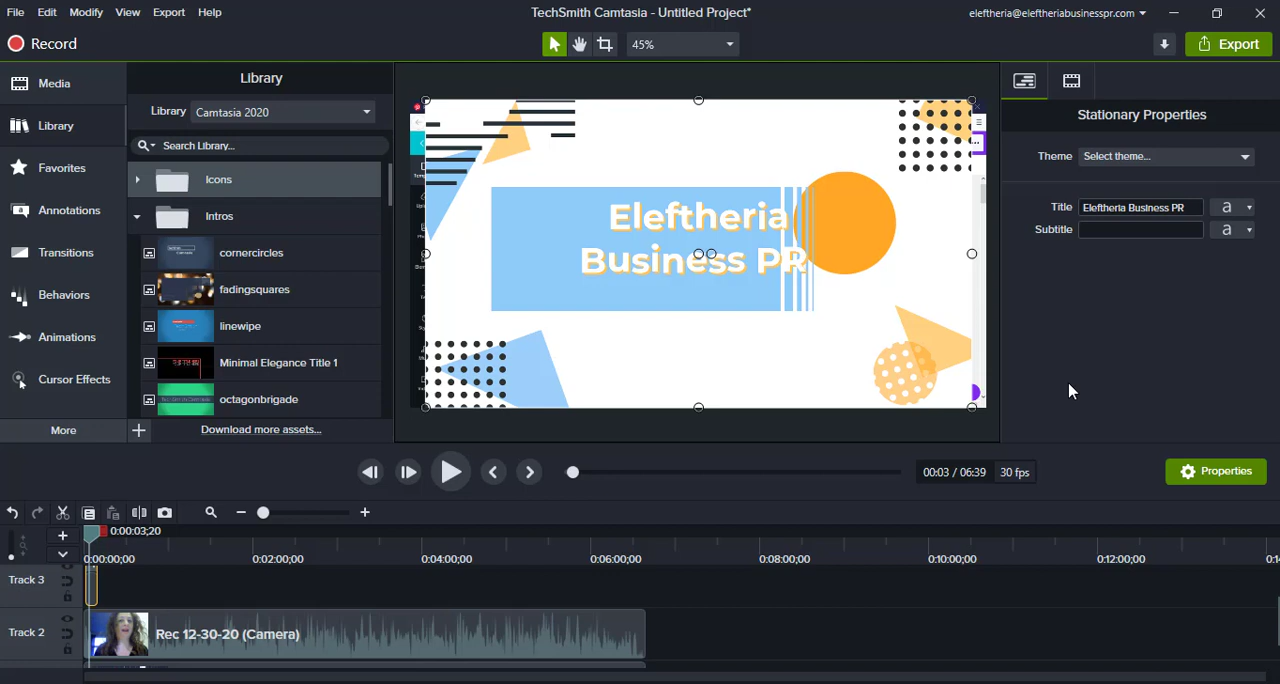 File Edit Modify View Export Help
TechSmith Camtasia - Untitled Project*
eleftheria@eleftheriabusinesspr.com
Record
45%
Export
Media
Library
Favorites
Annotations
Transitions
Behaviors
Animations
Cursor Effects
More
Library
Library Camtasia 2020
Search Library...
Icons
Intros
cornercircles
fadingsquares
linewipe
Minimal Elegance Title 1
octagonbrigade
Download more assets...
Eleftheria
Business PR
Stationary Properties
Theme Select theme...
Title Eleftheria Business PR a
Subtitle a
00:03 / 06:39 30 fps
Properties
0:00:03;20
0:00:00;00 0:02:00;00 0:04:00;00 0:06:00;00 0:08:00;00 0:10:00;00 0:12:00;00
Track 3
Track 2
Rec 12-30-20 (Camera)